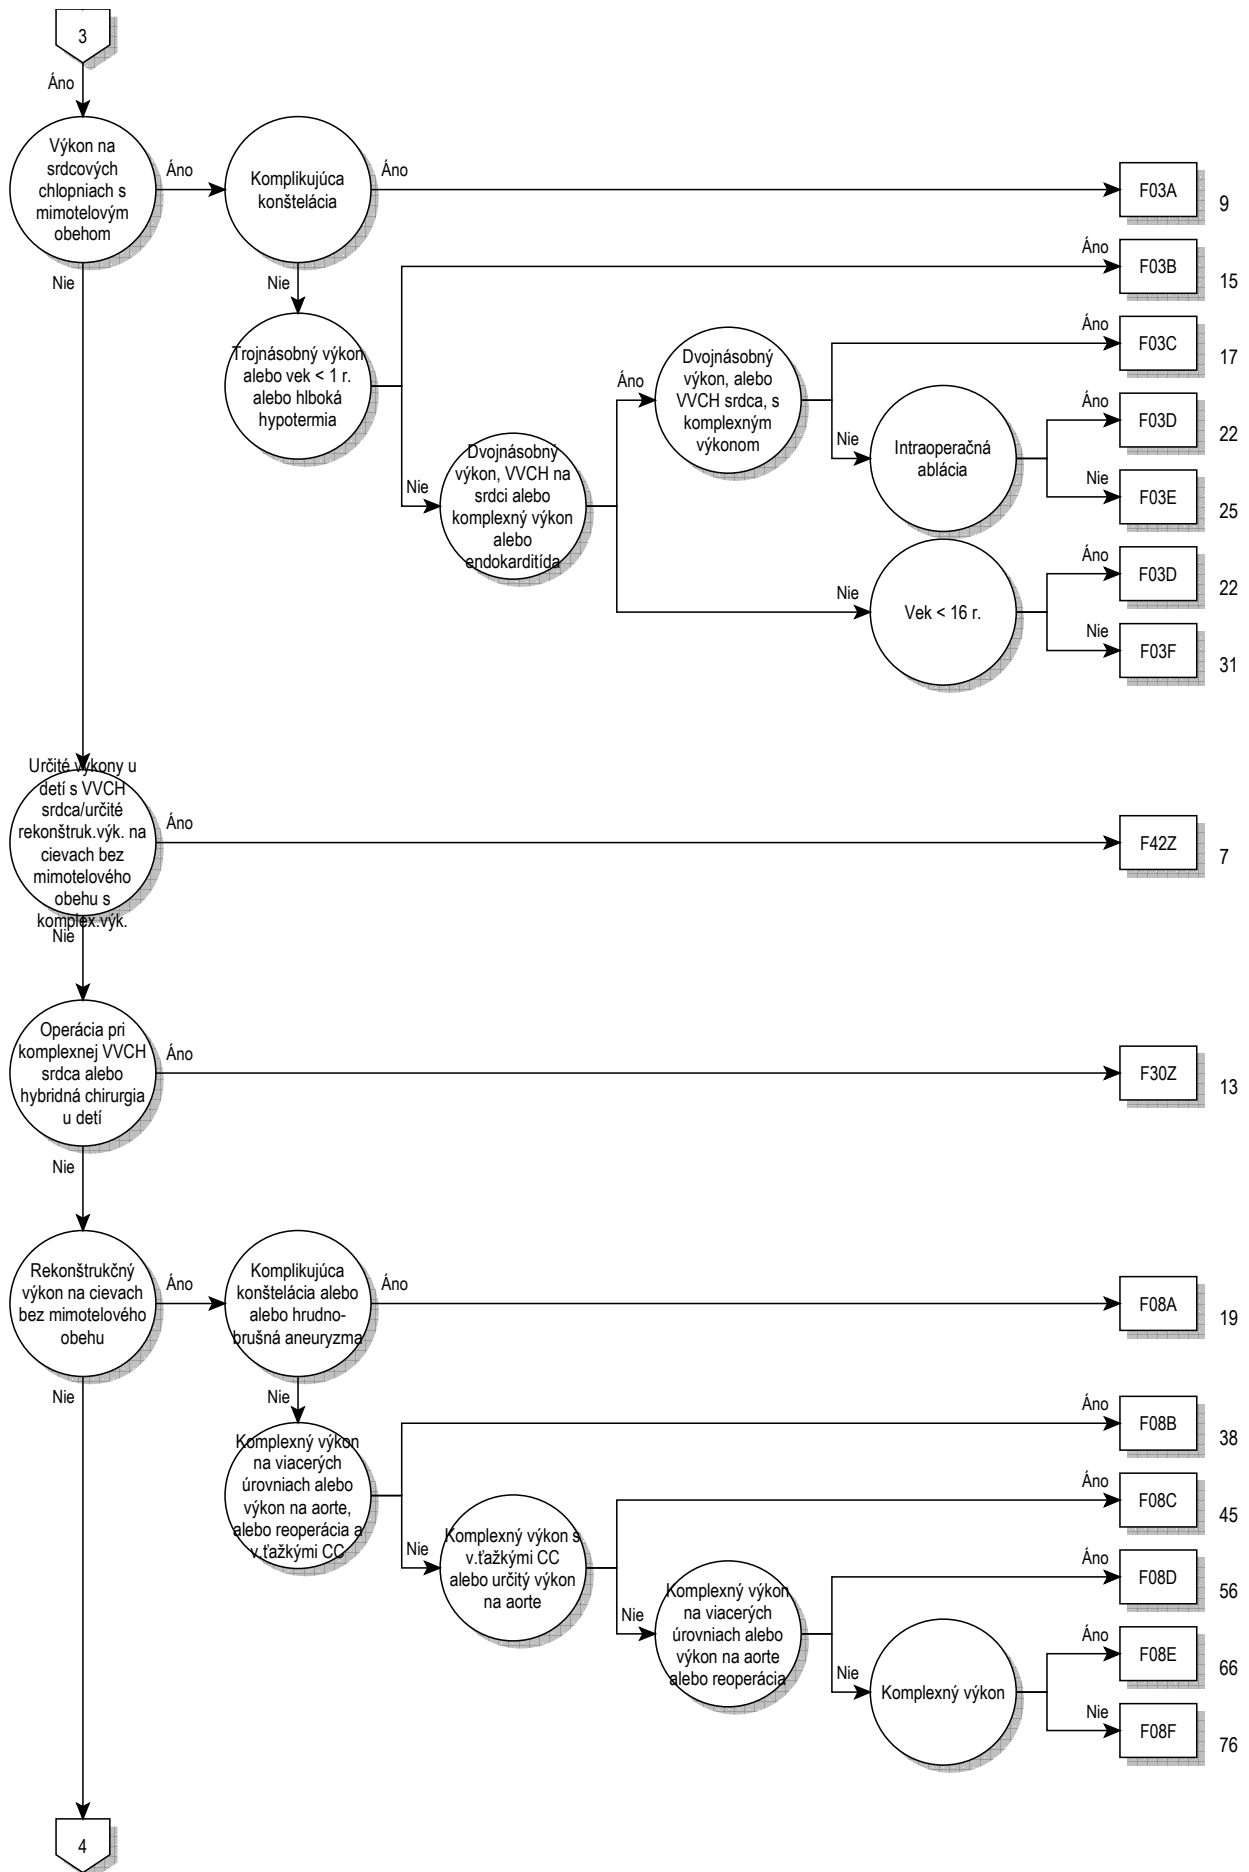 3
Áno
Výkon na
srdcových
chlopniach s
mimotelovým
obehom
Áno
Komplikujúca
konštelácia
Áno
F03A
9
Nie
Nie
Trojnásobný výkon
alebo vek < 1 r.
alebo hlboká
hypotermia
Áno
F03B
15
Nie
Dvojnásobný
výkon, VVCH na
srdci alebo
komplexný výkon
alebo
endokarditída
Áno
Dvojnásobný
výkon, alebo
VVCH srdca, s
komplexným
výkonom
Áno
F03C
17
Nie
Intraoperačná
ablácia
Áno
F03D
22
Nie
F03E
25
Nie
Vek < 16 r.
Áno
F03D
22
Nie
F03F
31
Určité výkony u
detí s VVCH
srdca/určité
rekonštruk.výk. na
cievach bez
mimotelového
obehu s
komplex.výk.
Áno
F42Z
7
Nie
Operácia pri
komplexnej VVCH
srdca alebo
hybridná chirurgia
u detí
Áno
F30Z
13
Nie
Rekonštrukčný
výkon na cievach
bez mimotelového
obehu
Áno
Komplikujúca
konštelácia alebo
alebo hrudno-
brušná aneuryzma
Áno
F08A
19
Nie
Nie
Komplexný výkon
na viacerých
úrovniach alebo
výkon na aorte,
alebo reoperácia a
v.ťažkými CC
Áno
F08B
38
Nie
Komplexný výkon s
v.ťažkými CC
alebo určitý výkon
na aorte
Áno
F08C
45
Nie
Komplexný výkon
na viacerých
úrovniach alebo
výkon na aorte
alebo reoperácia
Áno
F08D
56
Nie
Komplexný výkon
Áno
F08E
66
Nie
F08F
76
4